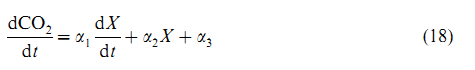 dCO₂/dt = α₁ dX/dt + α₂X + α₃ (18)